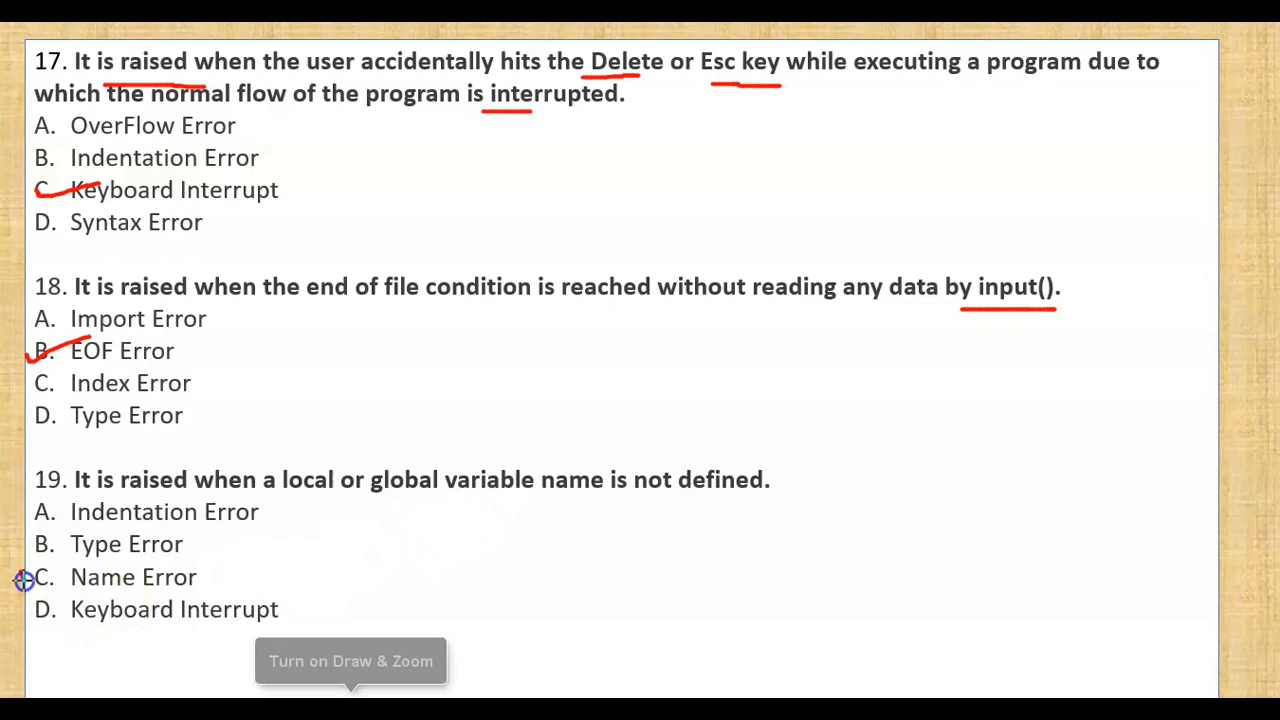 17. It is raised when the user accidentally hits the Delete or Esc key while executing a program due to
which the normal flow of the program is interrupted.
A. OverFlow Error
B. Indentation Error
C. Keyboard Interrupt
D. Syntax Error
18. It is raised when the end of file condition is reached without reading any data by input().
A. Import Error
B. EOF Error
C. Index Error
D. Type Error
19. It is raised when a local or global variable name is not defined.
A. Indentation Error
B. Type Error
C. Name Error
D. Keyboard Interrupt
Turn on Draw & Zoom